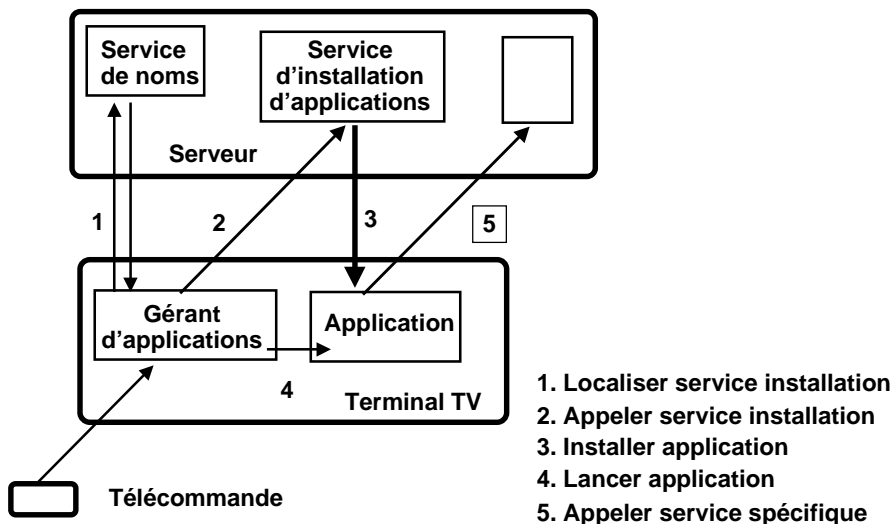 Service
de noms
Service
d’installation
d’applications
Serveur
1
2
3
5
Gérant
d’applications
Application
4
Terminal TV
Télécommande
1. Localiser service installation
2. Appeler service installation
3. Installer application
4. Lancer application
5. Appeler service spécifique